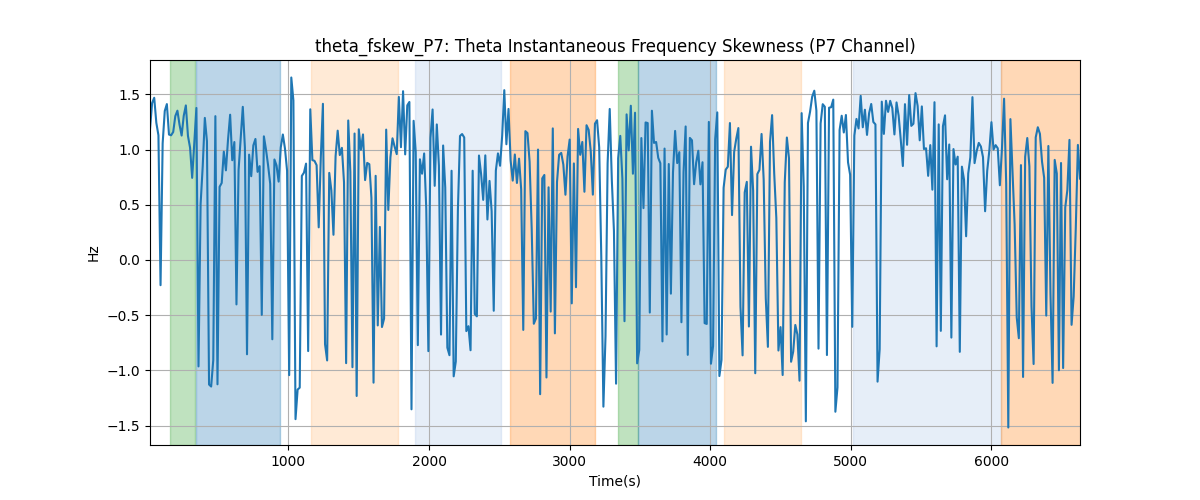 theta_fskew_P7: Theta Instantaneous Frequency Skewness (P7 Channel)
1.5
1.0
0.5
0.0
−0.5
−1.0
−1.5
Hz
1000 2000 3000 4000 5000 6000
Time(s)